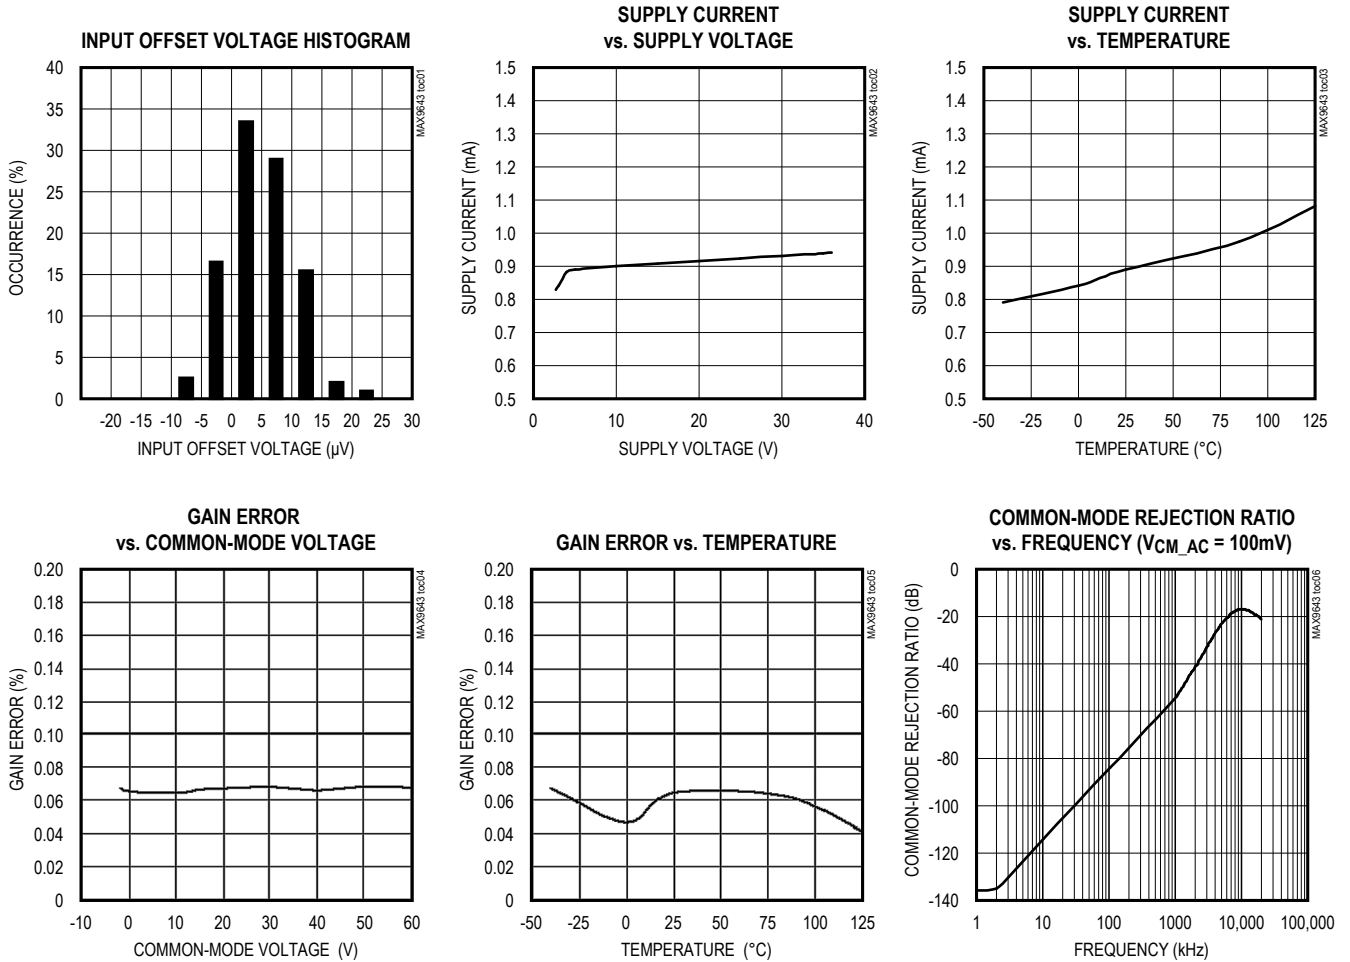 INPUT OFFSET VOLTAGE HISTOGRAM
40
35
30
25
20
15
10
5
0
OCCURRENCE (%)
MAX9643 toc01
-20 -15 -10 -5 0 5 10 15 20 25 30
INPUT OFFSET VOLTAGE (µV)
SUPPLY CURRENT
vs. SUPPLY VOLTAGE
1.5
1.4
1.3
1.2
1.1
1.0
0.9
0.8
0.7
0.6
0.5
SUPPLY CURRENT (mA)
MAX9643 toc02
0 10 20 30 40
SUPPLY VOLTAGE (V)
SUPPLY CURRENT
vs. TEMPERATURE
1.5
1.4
1.3
1.2
1.1
1.0
0.9
0.8
0.7
0.6
0.5
SUPPLY CURRENT (mA)
MAX9643 toc03
-50 -25 0 25 50 75 100 125
TEMPERATURE (°C)
GAIN ERROR
vs. COMMON-MODE VOLTAGE
0.20
0.18
0.16
0.14
0.12
0.10
0.08
0.06
0.04
0.02
0
GAIN ERROR (%)
MAX9643 toc04
-10 0 10 20 30 40 50 60
COMMON-MODE VOLTAGE (V)
GAIN ERROR vs. TEMPERATURE
0.20
0.18
0.16
0.14
0.12
0.10
0.08
0.06
0.04
0.02
0
GAIN ERROR (%)
MAX9643 toc05
-50 -25 0 25 50 75 100 125
TEMPERATURE (°C)
COMMON-MODE REJECTION RATIO
vs. FREQUENCY (VCM_AC = 100mV)
0
-20
-40
-60
-80
-100
-120
-140
COMMON-MODE REJECTION RATIO (dB)
MAX9643 toc06
1 10 100 1000 10,000 100,000
FREQUENCY (kHz)